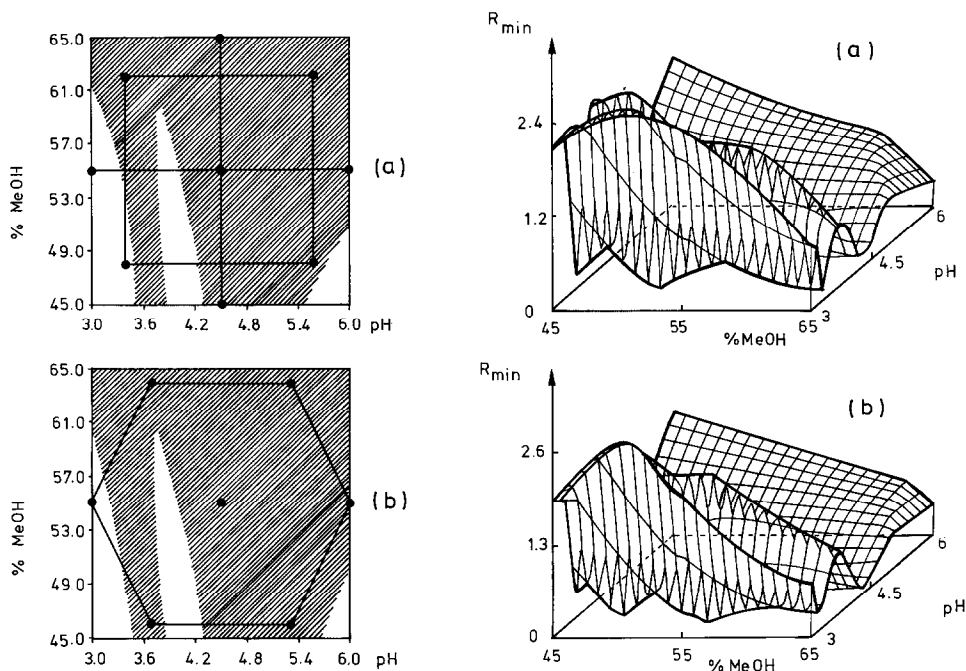 65.0
61.0
57.0
53.0
49.0
45.0
% MeOH
3.0 3.6 4.2 4.8 5.4 6.0 pH
(a)
R min
(a)
2.4
1.2
0
45 55 65
%MeOH
3
4.5
6
pH
65.0
61.0
57.0
53.0
49.0
45.0
% MeOH
3.0 3.6 4.2 4.8 5.4 6.0 pH
(b)
R min
(b)
2.6
1.3
0
45 55 65
% MeOH
3
4.5
6
pH